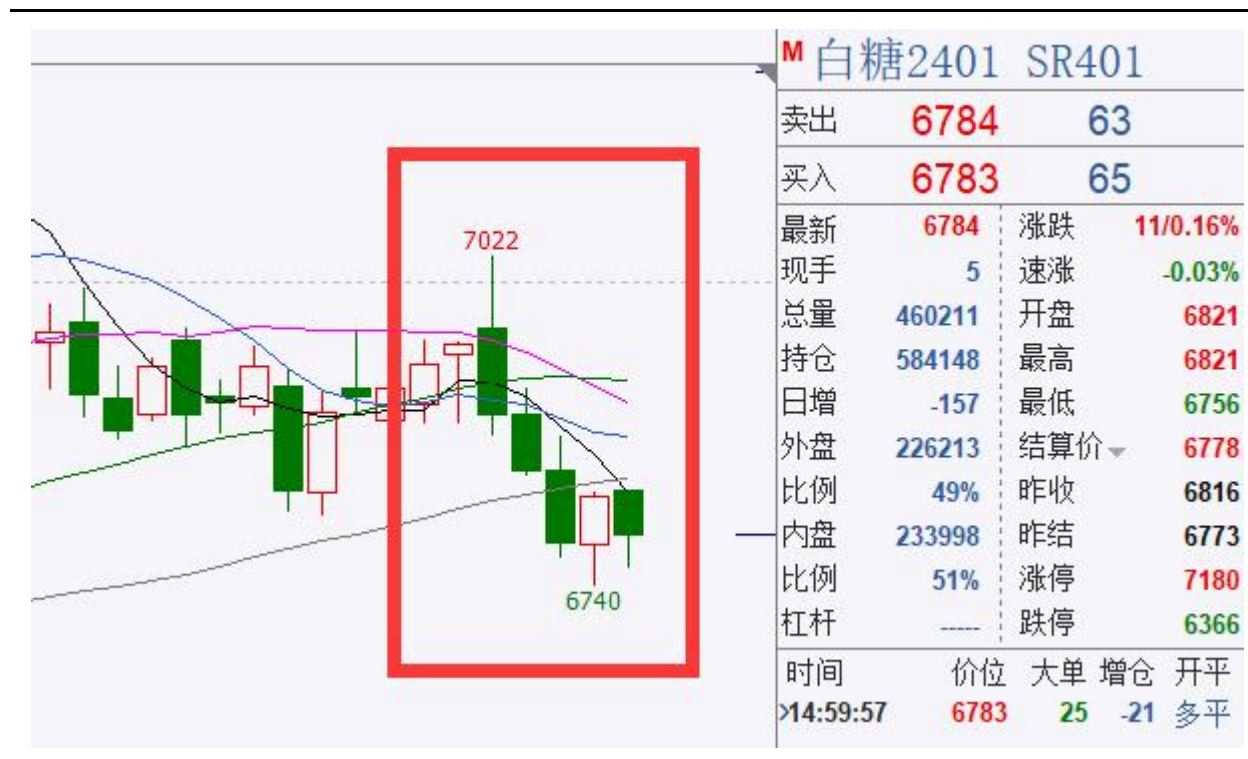 M 白糖2401 SR401
卖出 6784 63
买入 6783 65
最新 6784 涨跌 11/0.16%
现手 5 速涨 -0.03%
总量 460211 开盘 6821
持仓 584148 最高 6821
日增 -157 最低 6756
外盘 226213 结算价 6778
比例 49% 昨收 6816
内盘 233998 昨结 6773
比例 51% 涨停 7180
杠杆 ----- 跌停 6366
时间 价位 大单 增仓 开平
14:59:57 6783 25 -21 多平
7022
6740